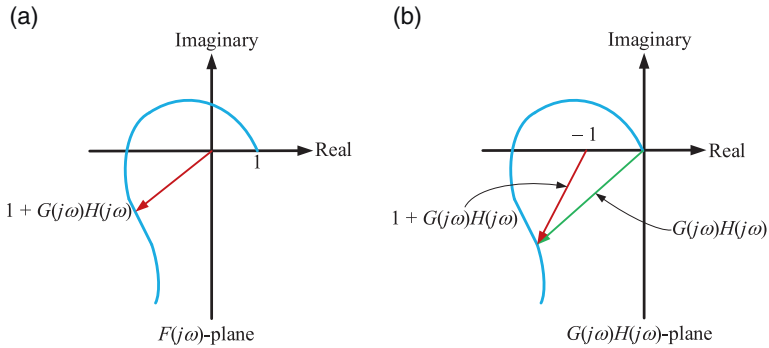 (a)
Imaginary
Real
1
1 + G(jω)H(jω)
F(jω)-plane
(b)
Imaginary
−1
Real
1 + G(jω)H(jω)
G(jω)H(jω)
G(jω)H(jω)-plane